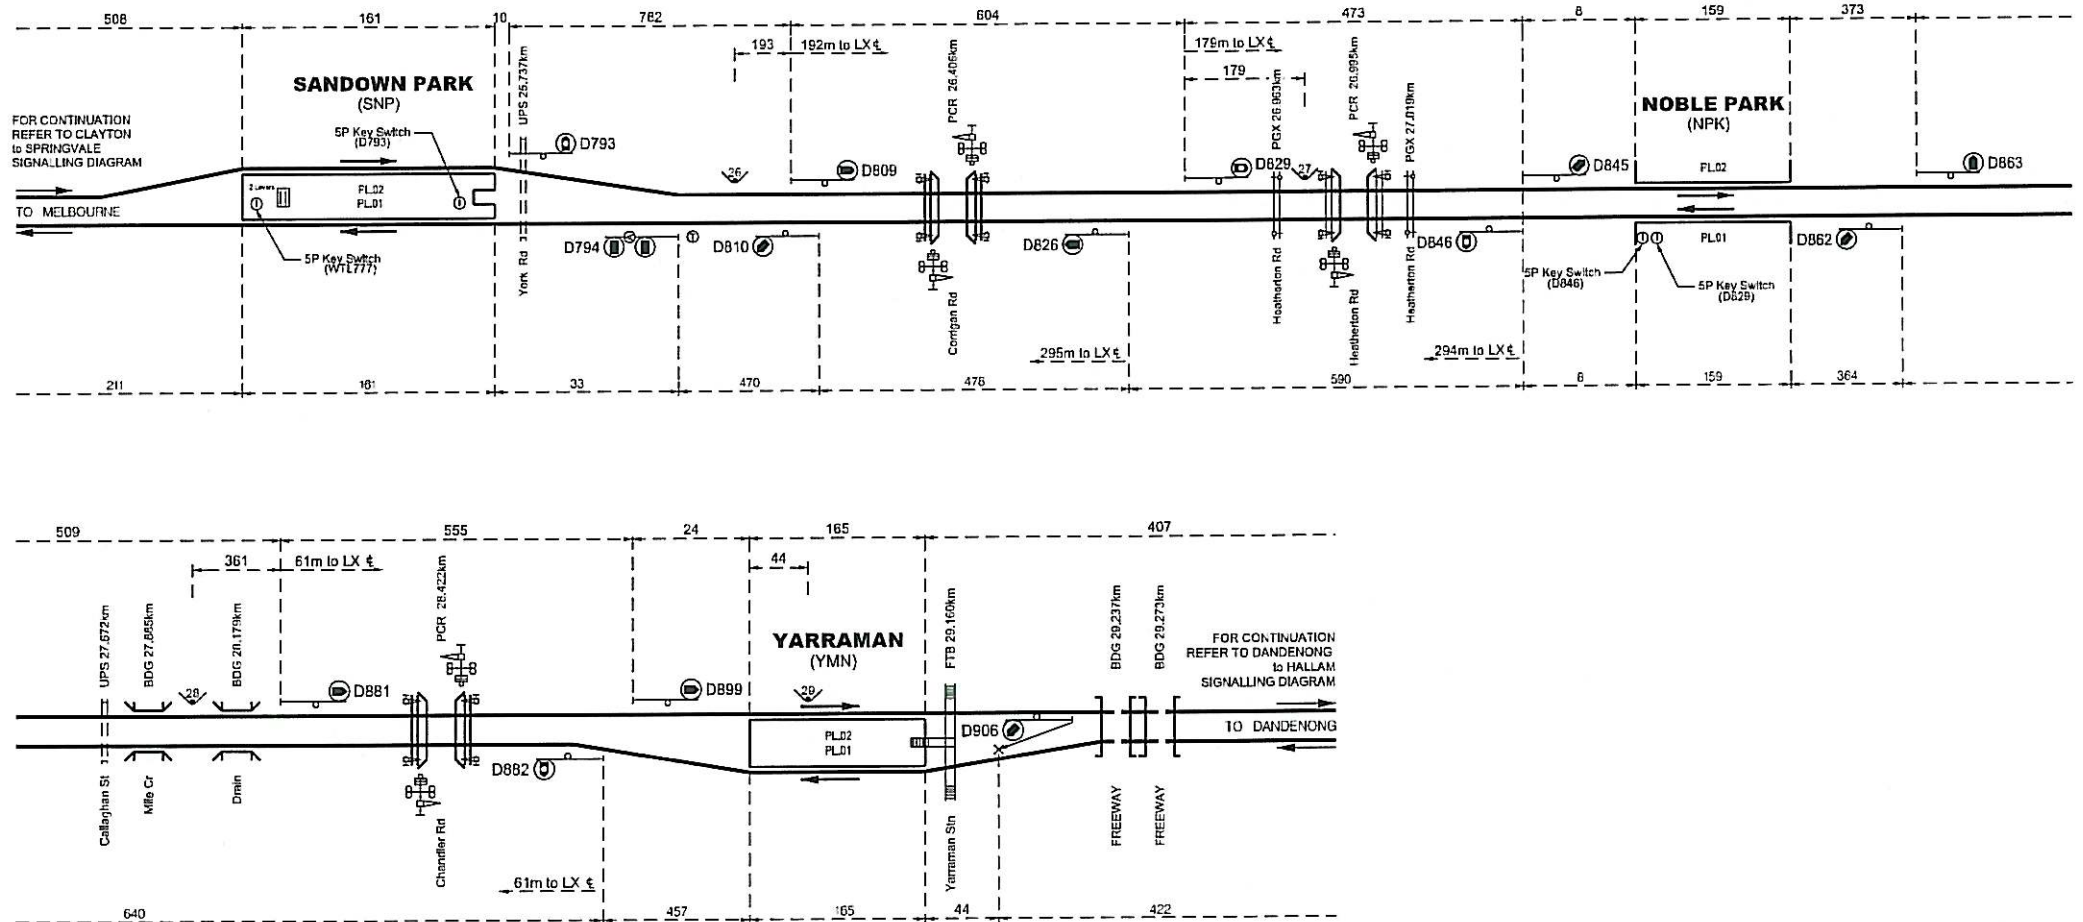 508 161 10 762 604 473 8 159 373
193 192m to LX ℄ 179m to LX ℄
179
UPS 25.737km
PCR 26.406km
PGX 26.963km
PCR 26.995km
PGX 27.019km
SANDOWN PARK
(SNP)
NOBLE PARK
(NPK)
FOR CONTINUATION
REFER TO CLAYTON
to SPRINGVALE
SIGNALLING DIAGRAM
5P Key Switch
(D793)
D793
26
D809
D829
27
D845
D863
2 Levers
PL.02
PL.01
PL.02
TO MELBOURNE
PL.01
5P Key Switch
(WTL777)
York Rd
D794
T
D810
Corrigan Rd
D826
Heatherton Rd
Heatherton Rd
Heatherton Rd
D846
D862
5P Key Switch
(D846)
5P Key Switch
(D829)
295m to LX ℄
294m to LX ℄
211 161 33 470 478 590 6 159 364
509 555 24 165 407
361 61m to LX ℄ 44
UPS 27.672km
BDG 27.885km
BDG 28.179km
PCR 28.422km
FTB 29.160km
BDG 29.237km
BDG 29.273km
YARRAMAN
(YMN)
FOR CONTINUATION
REFER TO DANDENONG
to HALLAM
SIGNALLING DIAGRAM
28
D881
D899
29
PL.02
PL.01
D906
TO DANDENONG
Callaghan St
Mile Cr
Drain
Chandler Rd
D882
Yarraman Stn
FREEWAY
FREEWAY
61m to LX ℄
640 457 165 44 422